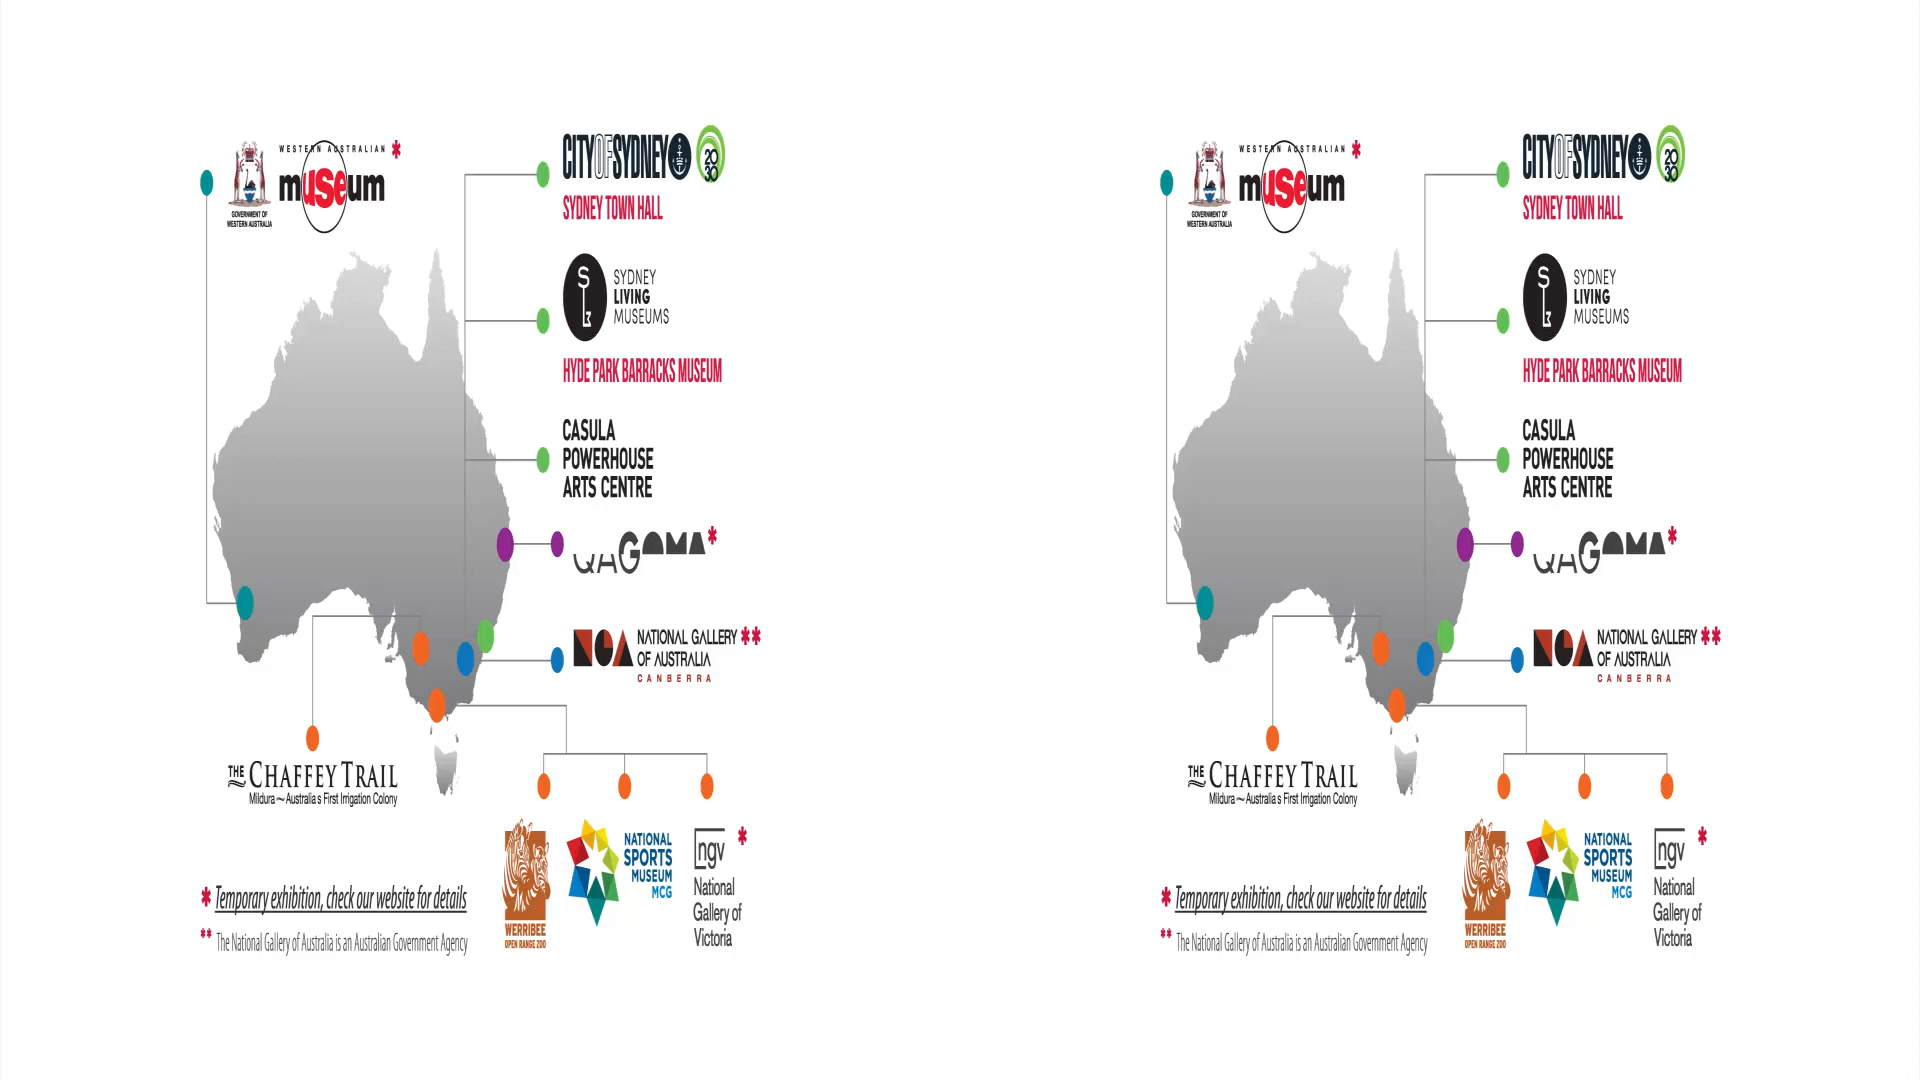 WESTERN AUSTRALIAN *
museum
GOVERNMENT OF
WESTERN AUSTRALIA
CITYOFSYDNEY
2030
SYDNEY TOWN HALL
SLM
SYDNEY
LIVING
MUSEUMS
HYDE PARK BARRACKS MUSEUM
CASULA
POWERHOUSE
ARTS CENTRE
QAGOMA *
NGA
NATIONAL GALLERY **
OF AUSTRALIA
CANBERRA
THE CHAFFEY TRAIL
Mildura ~ Australia s First Irrigation Colony
WERRIBEE
OPEN RANGE ZOO
NATIONAL
SPORTS
MUSEUM
MCG
ngv *
National
Gallery of
Victoria
* Temporary exhibition, check our website for details
** The National Gallery of Australia is an Australian Government Agency
WESTERN AUSTRALIAN *
museum
GOVERNMENT OF
WESTERN AUSTRALIA
CITYOFSYDNEY
2030
SYDNEY TOWN HALL
SLM
SYDNEY
LIVING
MUSEUMS
HYDE PARK BARRACKS MUSEUM
CASULA
POWERHOUSE
ARTS CENTRE
QAGOMA *
NGA
NATIONAL GALLERY **
OF AUSTRALIA
CANBERRA
THE CHAFFEY TRAIL
Mildura ~ Australia s First Irrigation Colony
WERRIBEE
OPEN RANGE ZOO
NATIONAL
SPORTS
MUSEUM
MCG
ngv *
National
Gallery of
Victoria
* Temporary exhibition, check our website for details
** The National Gallery of Australia is an Australian Government Agency